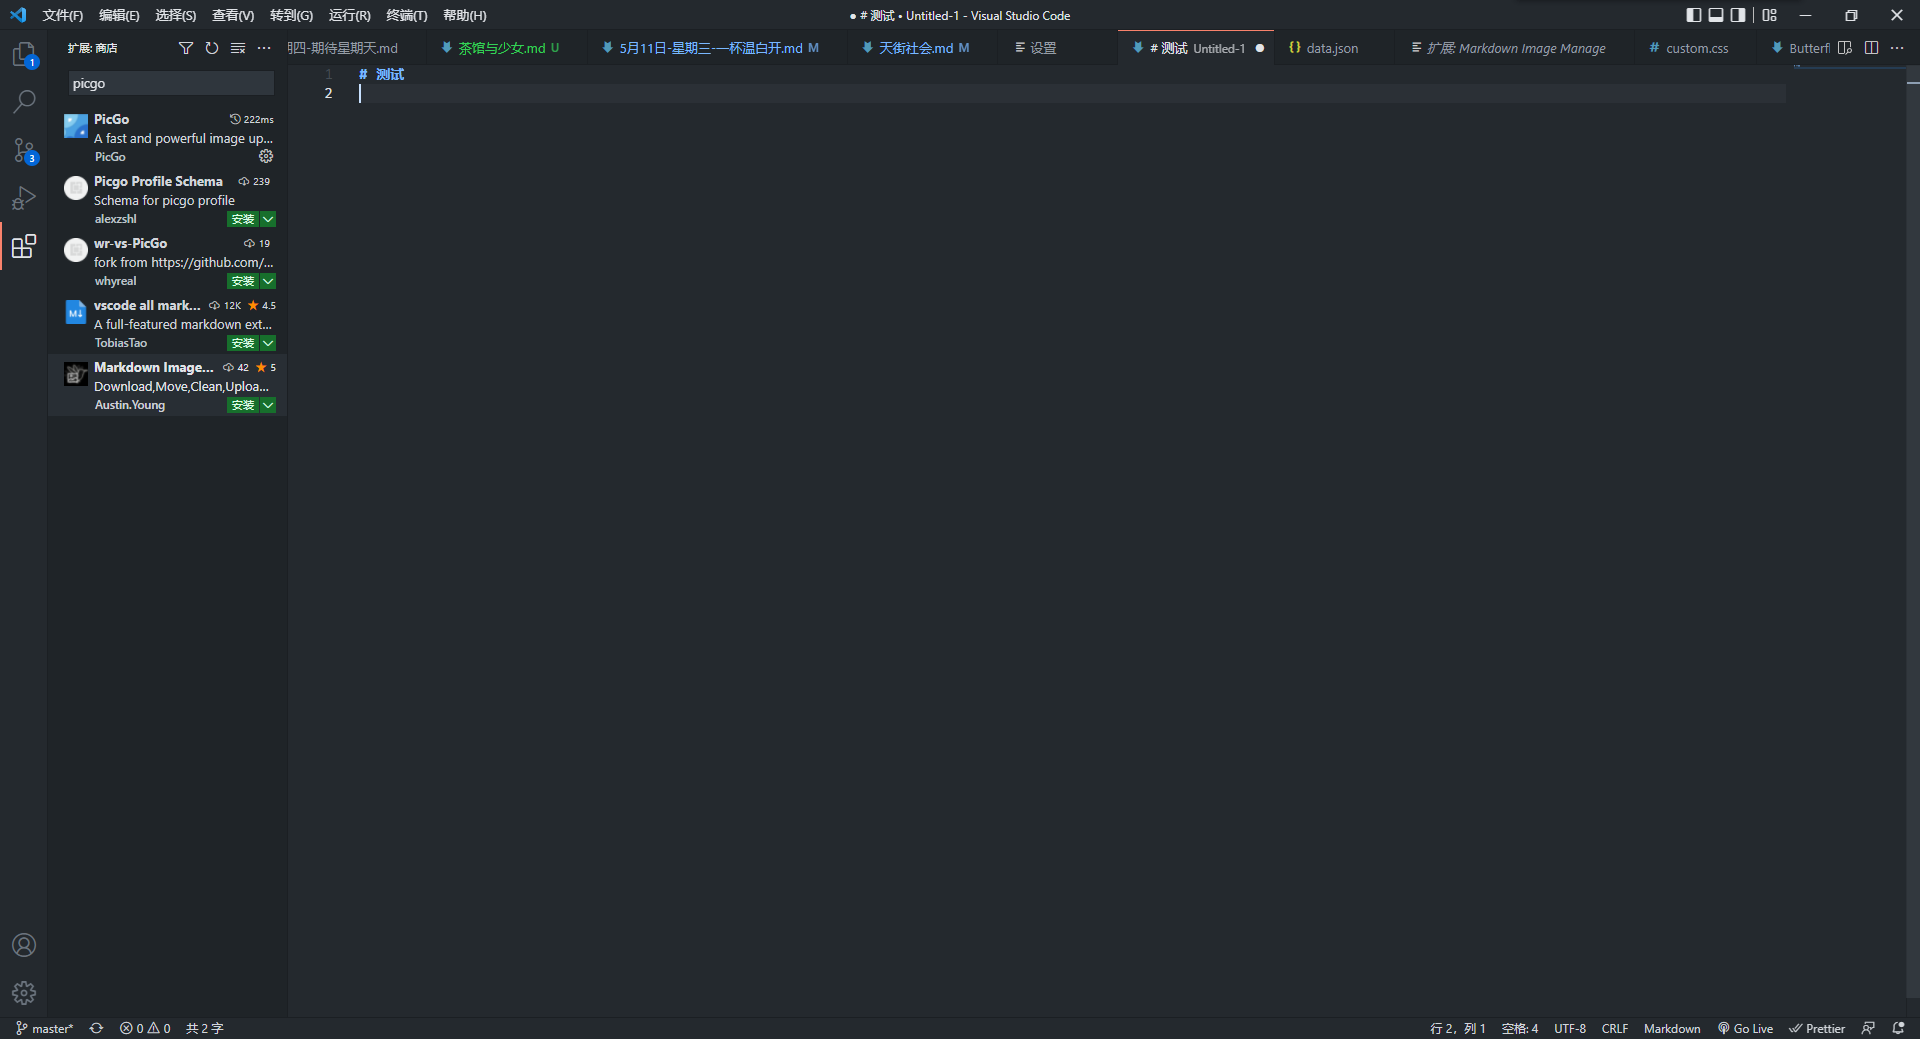 文件(F) 编辑(E) 选择(S) 查看(V) 转到(G) 运行(R) 终端(T) 帮助(H)
● # 测试 • Untitled-1 - Visual Studio Code
扩展: 商店
期四-期待星期天.md
茶馆与少女.md U
5月11日-星期三-一杯温白开.md M
天街社会.md M
设置
# 测试 Untitled-1 ●
{} data.json
扩展: Markdown Image Manage
# custom.css
Butterfl
1
picgo
1 # 测试
2
PicGo 222ms
A fast and powerful image up...
PicGo
3
Picgo Profile Schema 239
Schema for picgo profile
alexzshl 安装
wr-vs-PicGo 19
fork from https://github.com/...
whyreal 安装
M↓
vscode all mark... 12K ★ 4.5
A full-featured markdown ext...
TobiasTao 安装
Markdown Image... 42 ★ 5
Download,Move,Clean,Uploa...
Austin.Young 安装
master* 0 0 共 2 字
行 2，列 1 空格: 4 UTF-8 CRLF Markdown Go Live Prettier